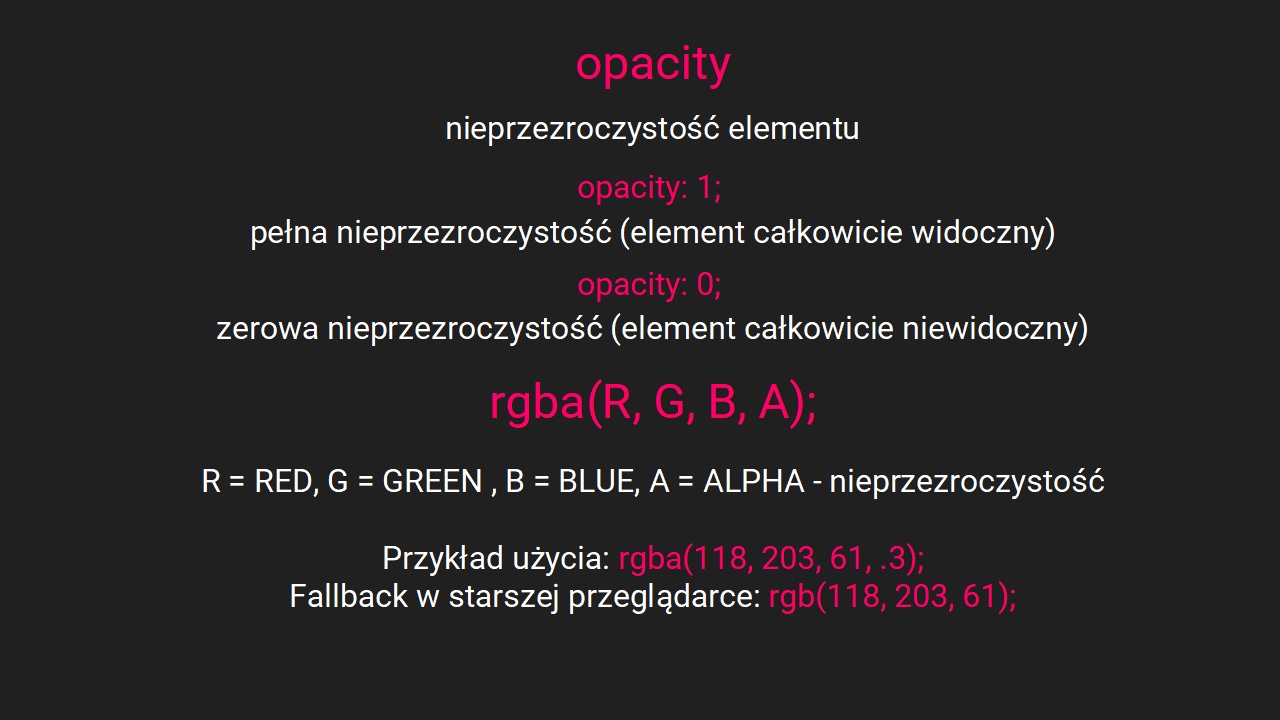 opacity
nieprzezroczystość elementu
opacity: 1;
pełna nieprzezroczystość (element całkowicie widoczny)
opacity: 0;
zerowa nieprzezroczystość (element całkowicie niewidoczny)
rgba(R, G, B, A);
R = RED, G = GREEN , B = BLUE, A = ALPHA - nieprzezroczystość
Przykład użycia: rgba(118, 203, 61, .3);
Fallback w starszej przeglądarce: rgb(118, 203, 61);